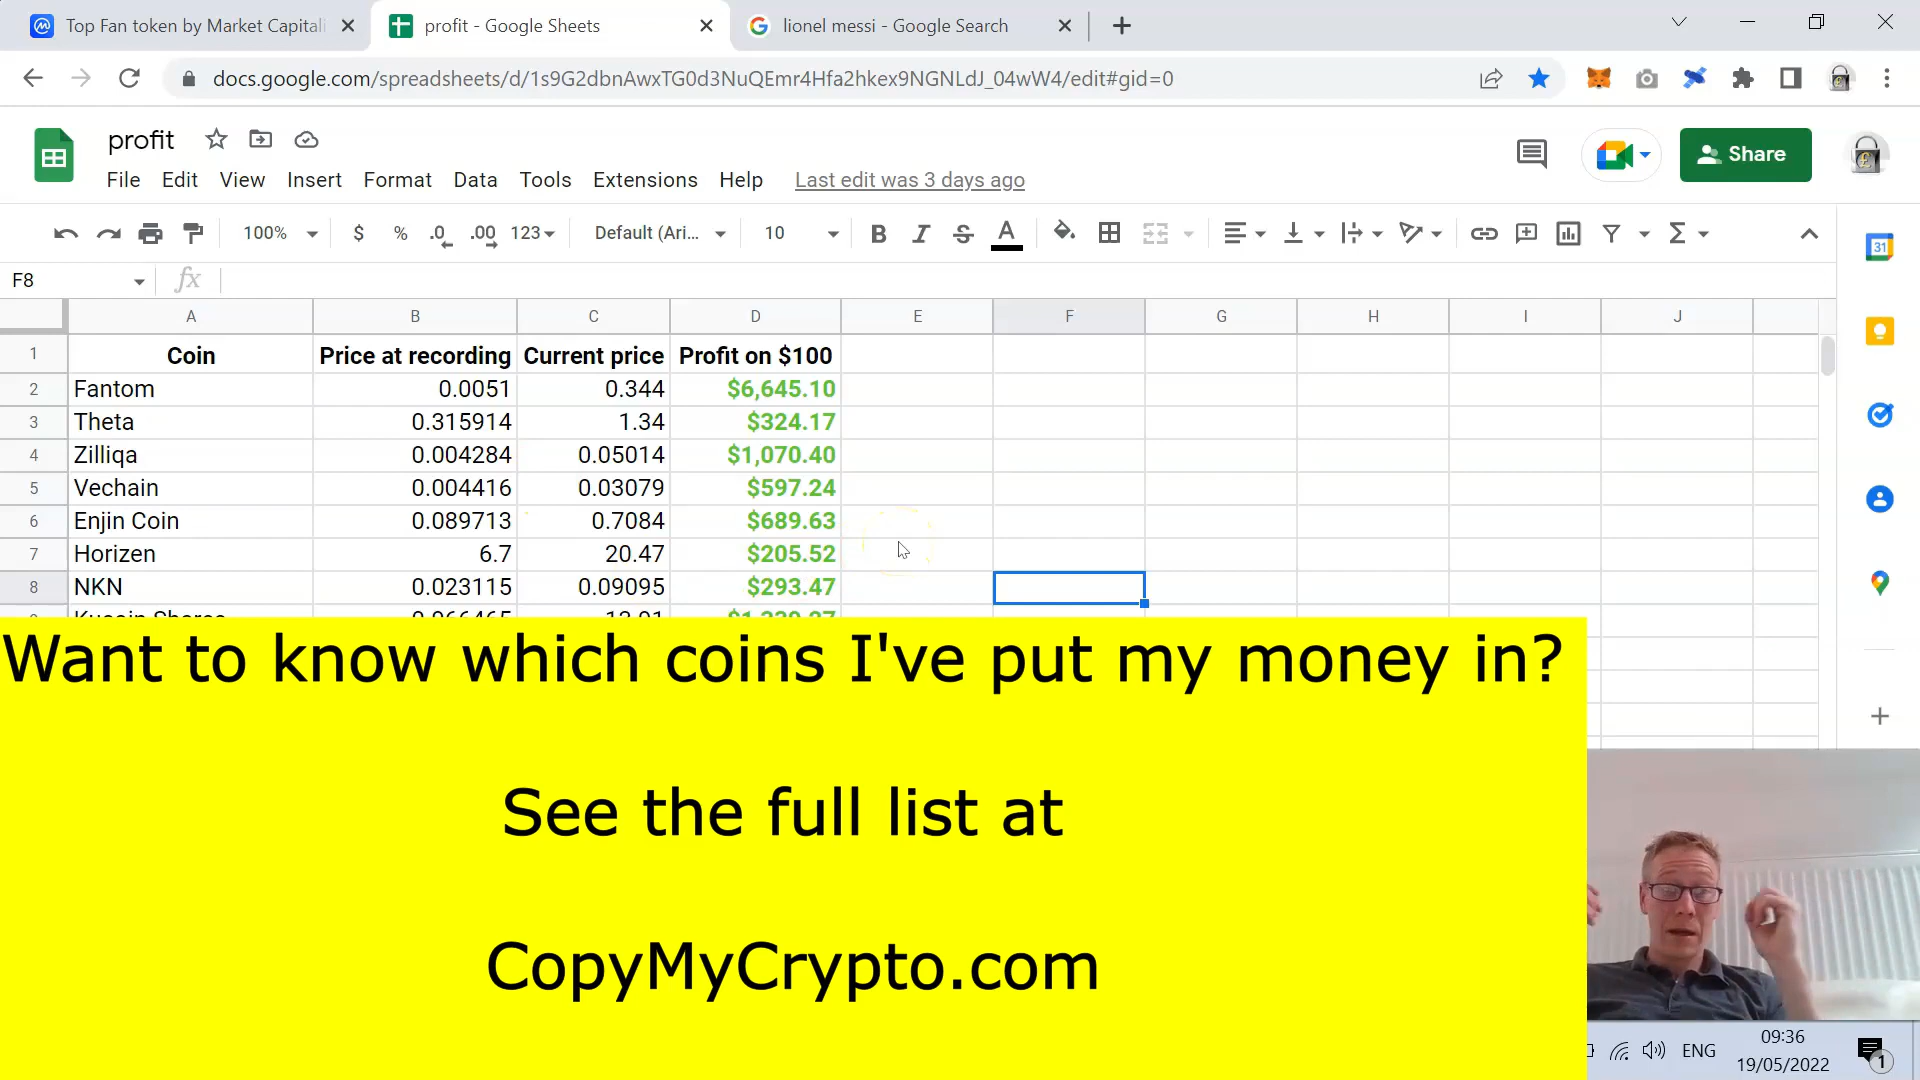 Top Fan token by Market Capitali
profit - Google Sheets
lionel messi - Google Search
docs.google.com/spreadsheets/d/1s9G2dbnAwxTG0d3NuQEmr4Hfa2hkex9NGNLdJ_04wW4/edit#gid=0
profit
Share
File Edit View Insert Format Data Tools Extensions Help Last edit was 3 days ago
100% $ % .0 .00 123 Default (Ari... 10 B I S A
31
F8 fx
A B C D E F G H I J
1 Coin Price at recording Current price Profit on $100
2 Fantom 0.0051 0.344 $6,645.10
3 Theta 0.315914 1.34 $324.17
4 Zilliqa 0.004284 0.05014 $1,070.40
5 Vechain 0.004416 0.03079 $597.24
6 Enjin Coin 0.089713 0.7084 $689.63
7 Horizen 6.7 20.47 $205.52
8 NKN 0.023115 0.09095 $293.47
Want to know which coins I've put my money in?
See the full list at
CopyMyCrypto.com
ENG
09:36
19/05/2022
1